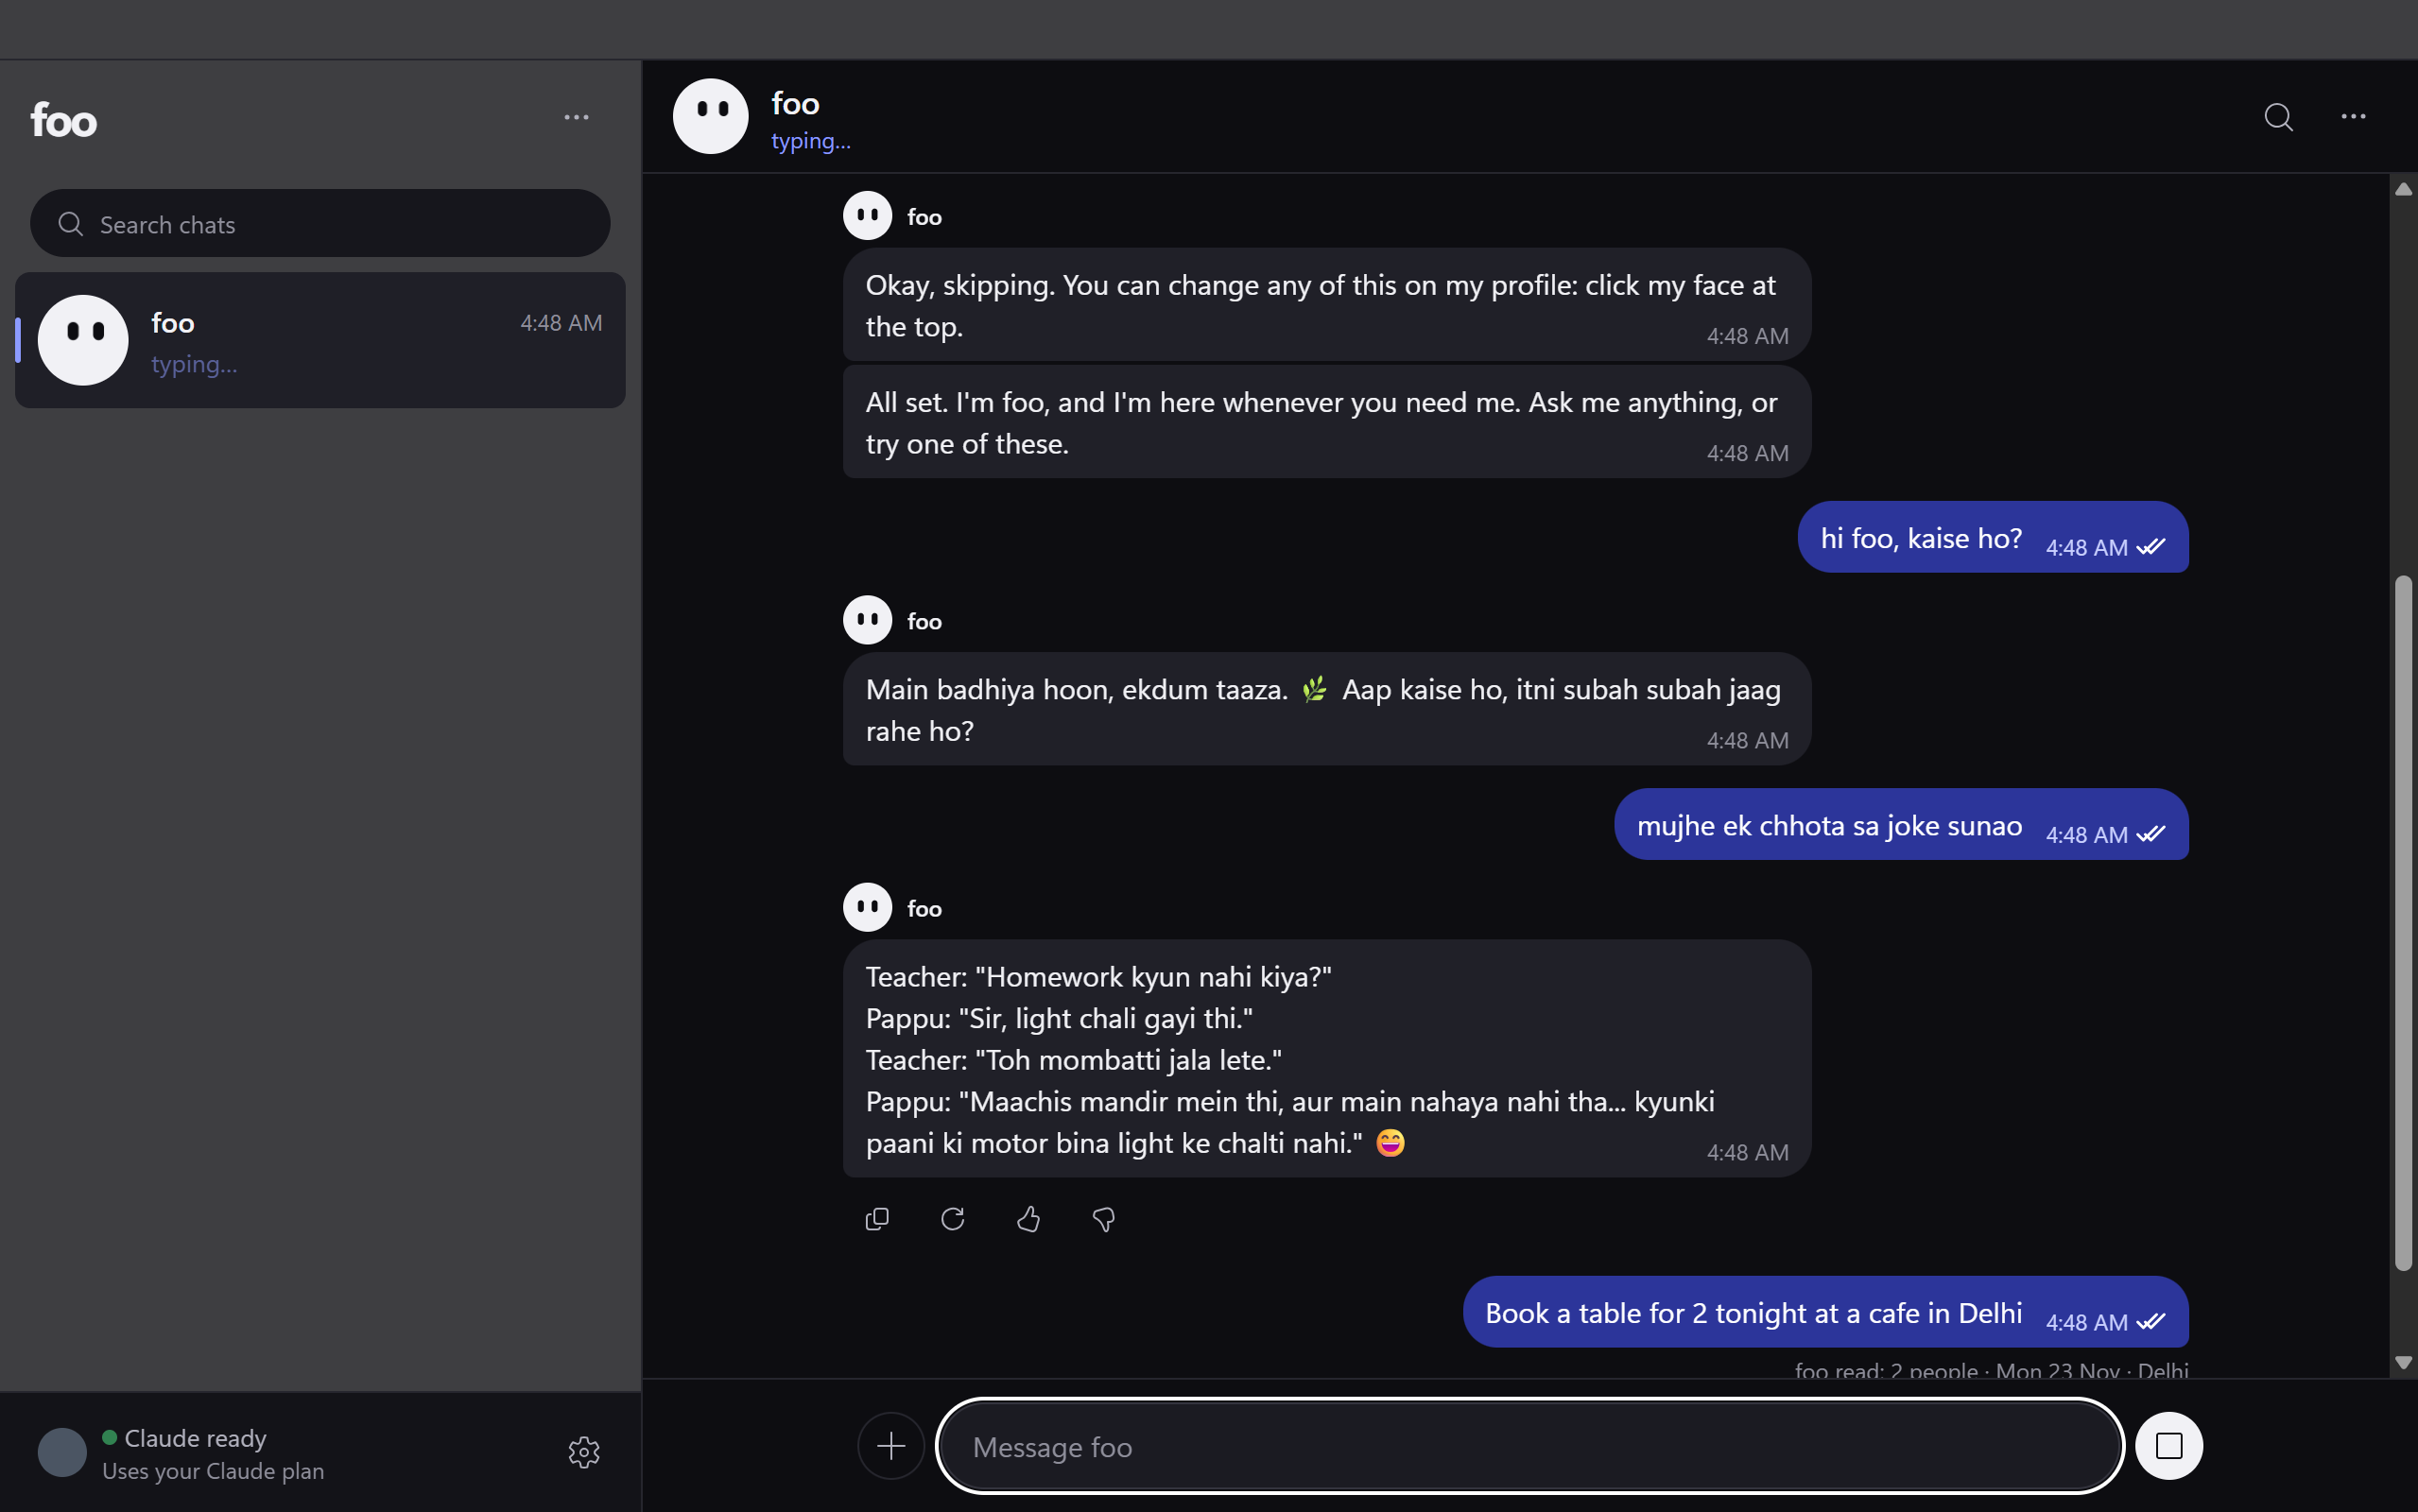 foo
Search chats
foo 4:48 AM
typing...
Claude ready
Uses your Claude plan
foo
typing...
foo
Okay, skipping. You can change any of this on my profile: click my face at
the top. 4:48 AM
All set. I'm foo, and I'm here whenever you need me. Ask me anything, or
try one of these. 4:48 AM
hi foo, kaise ho? 4:48 AM
foo
Main badhiya hoon, ekdum taaza. 🌿 Aap kaise ho, itni subah subah jaag
rahe ho? 4:48 AM
mujhe ek chhota sa joke sunao 4:48 AM
foo
Teacher: "Homework kyun nahi kiya?"
Pappu: "Sir, light chali gayi thi."
Teacher: "Toh mombatti jala lete."
Pappu: "Maachis mandir mein thi, aur main nahaya nahi tha... kyunki
paani ki motor bina light ke chalti nahi." 😄 4:48 AM
Book a table for 2 tonight at a cafe in Delhi 4:48 AM
foo read: 2 people · Mon 23 Nov · Delhi
Message foo